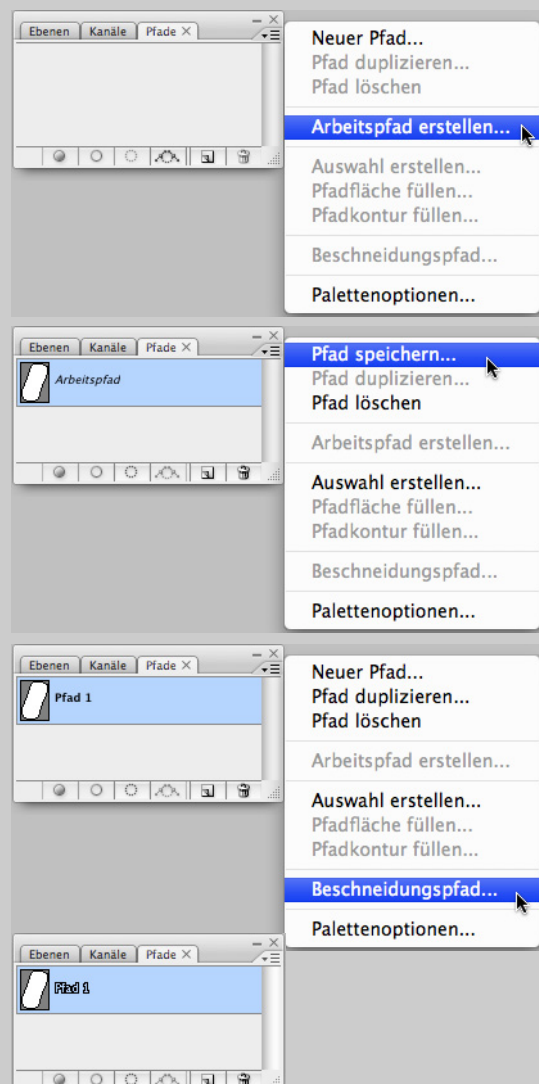 Ebenen Kanäle Pfade
Neuer Pfad...
Pfad duplizieren...
Pfad löschen
Arbeitspfad erstellen...
Auswahl erstellen...
Pfadfläche füllen...
Pfadkontur füllen...
Beschneidungspfad...
Palettenoptionen...
Ebenen Kanäle Pfade
Arbeitspfad
Pfad speichern...
Pfad duplizieren...
Pfad löschen
Arbeitspfad erstellen...
Auswahl erstellen...
Pfadfläche füllen...
Pfadkontur füllen...
Beschneidungspfad...
Palettenoptionen...
Ebenen Kanäle Pfade
Pfad 1
Neuer Pfad...
Pfad duplizieren...
Pfad löschen
Arbeitspfad erstellen...
Auswahl erstellen...
Pfadfläche füllen...
Pfadkontur füllen...
Beschneidungspfad...
Palettenoptionen...
Ebenen Kanäle Pfade
Pfad 1